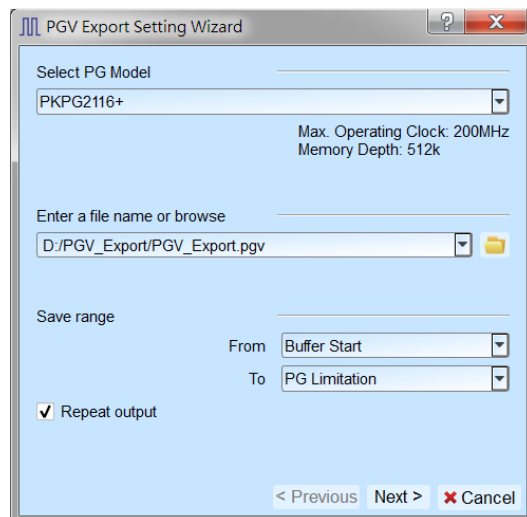 PGV Export Setting Wizard
Select PG Model
PKPG2116+
Max. Operating Clock: 200MHz
Memory Depth: 512k
Enter a file name or browse
D:/PGV_Export/PGV_Export.pgv
Save range
From Buffer Start
To PG Limitation
Repeat output
< Previous Next > Cancel